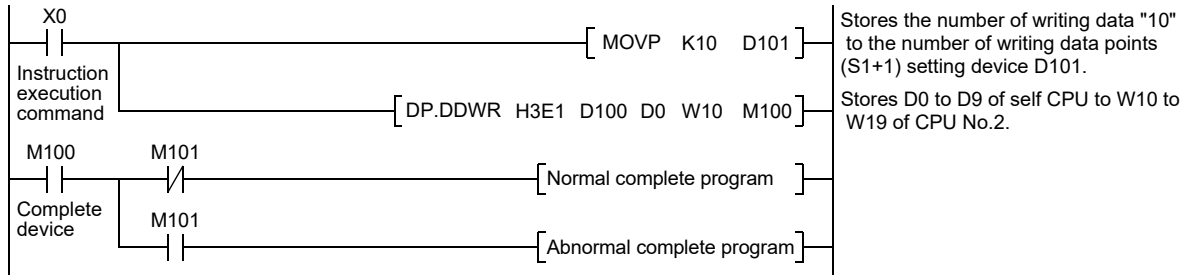 X0
MOVP K10 D101
Stores the number of writing data "10"
to the number of writing data points
(S1+1) setting device D101.
Instruction
execution
command
DP.DDWR H3E1 D100 D0 W10 M100
Stores D0 to D9 of self CPU to W10 to
W19 of CPU No.2.
M100 M101
Normal complete program
Complete
device
M101
Abnormal complete program